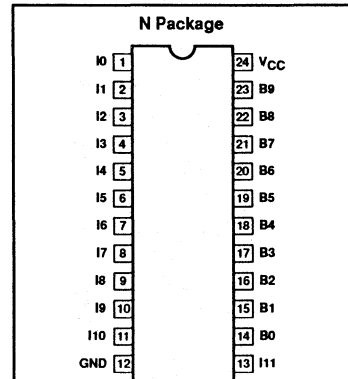 N Package
I0 1 24 VCC
I1 2 23 B9
I2 3 22 B8
I3 4 21 B7
I4 5 20 B6
I5 6 19 B5
I6 7 18 B4
I7 8 17 B3
I8 9 16 B2
I9 10 15 B1
I10 11 14 B0
GND 12 13 I11